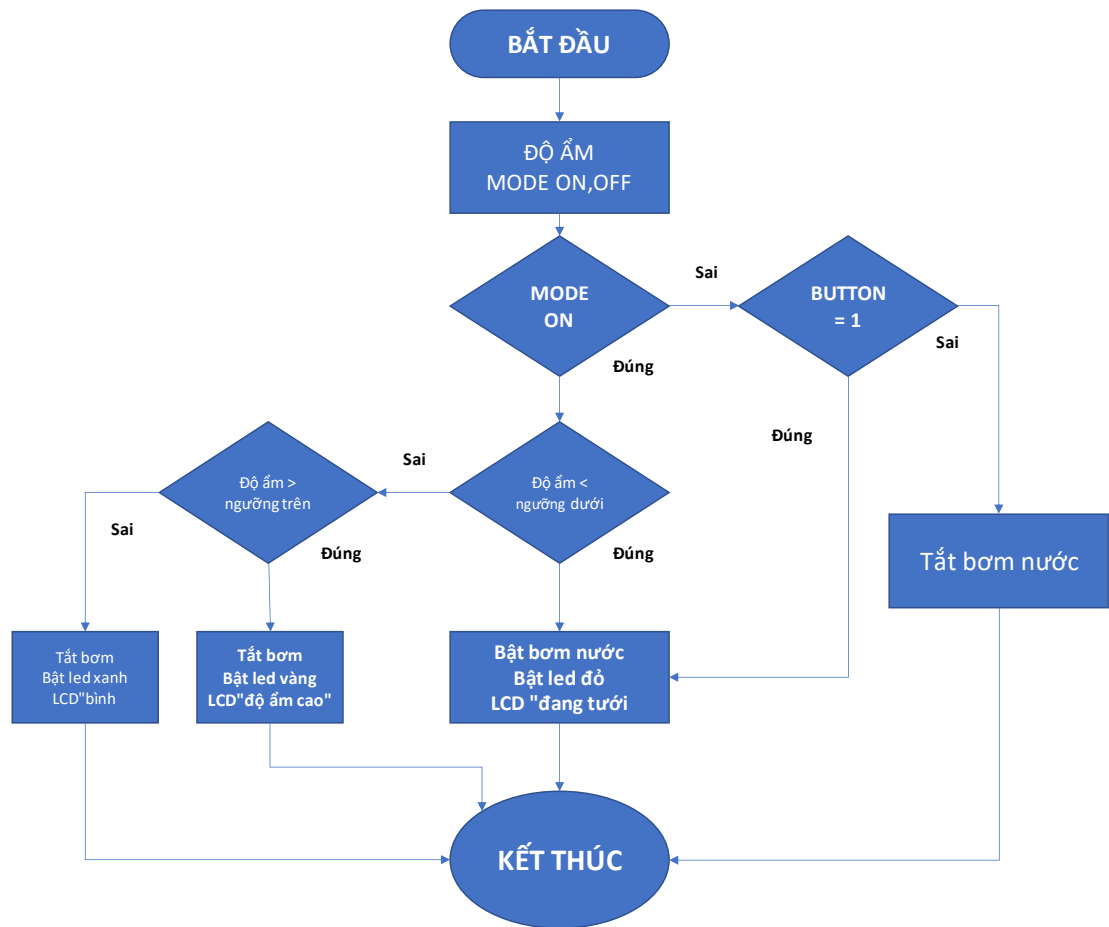 BẮT ĐẦU
ĐỘ ẨM
MODE ON,OFF
MODE
ON
Sai
BUTTON
= 1
Sai
Đúng
Đúng
Độ ẩm >
ngưỡng trên
Sai
Độ ẩm <
ngưỡng dưới
Sai
Đúng
Đúng
Tắt bơm nước
Tắt bơm
Bật led xanh
LCD"bình
Tắt bơm
Bật led vàng
LCD"độ ẩm cao"
Bật bơm nước
Bật led đỏ
LCD "đang tưới
KẾT THÚC